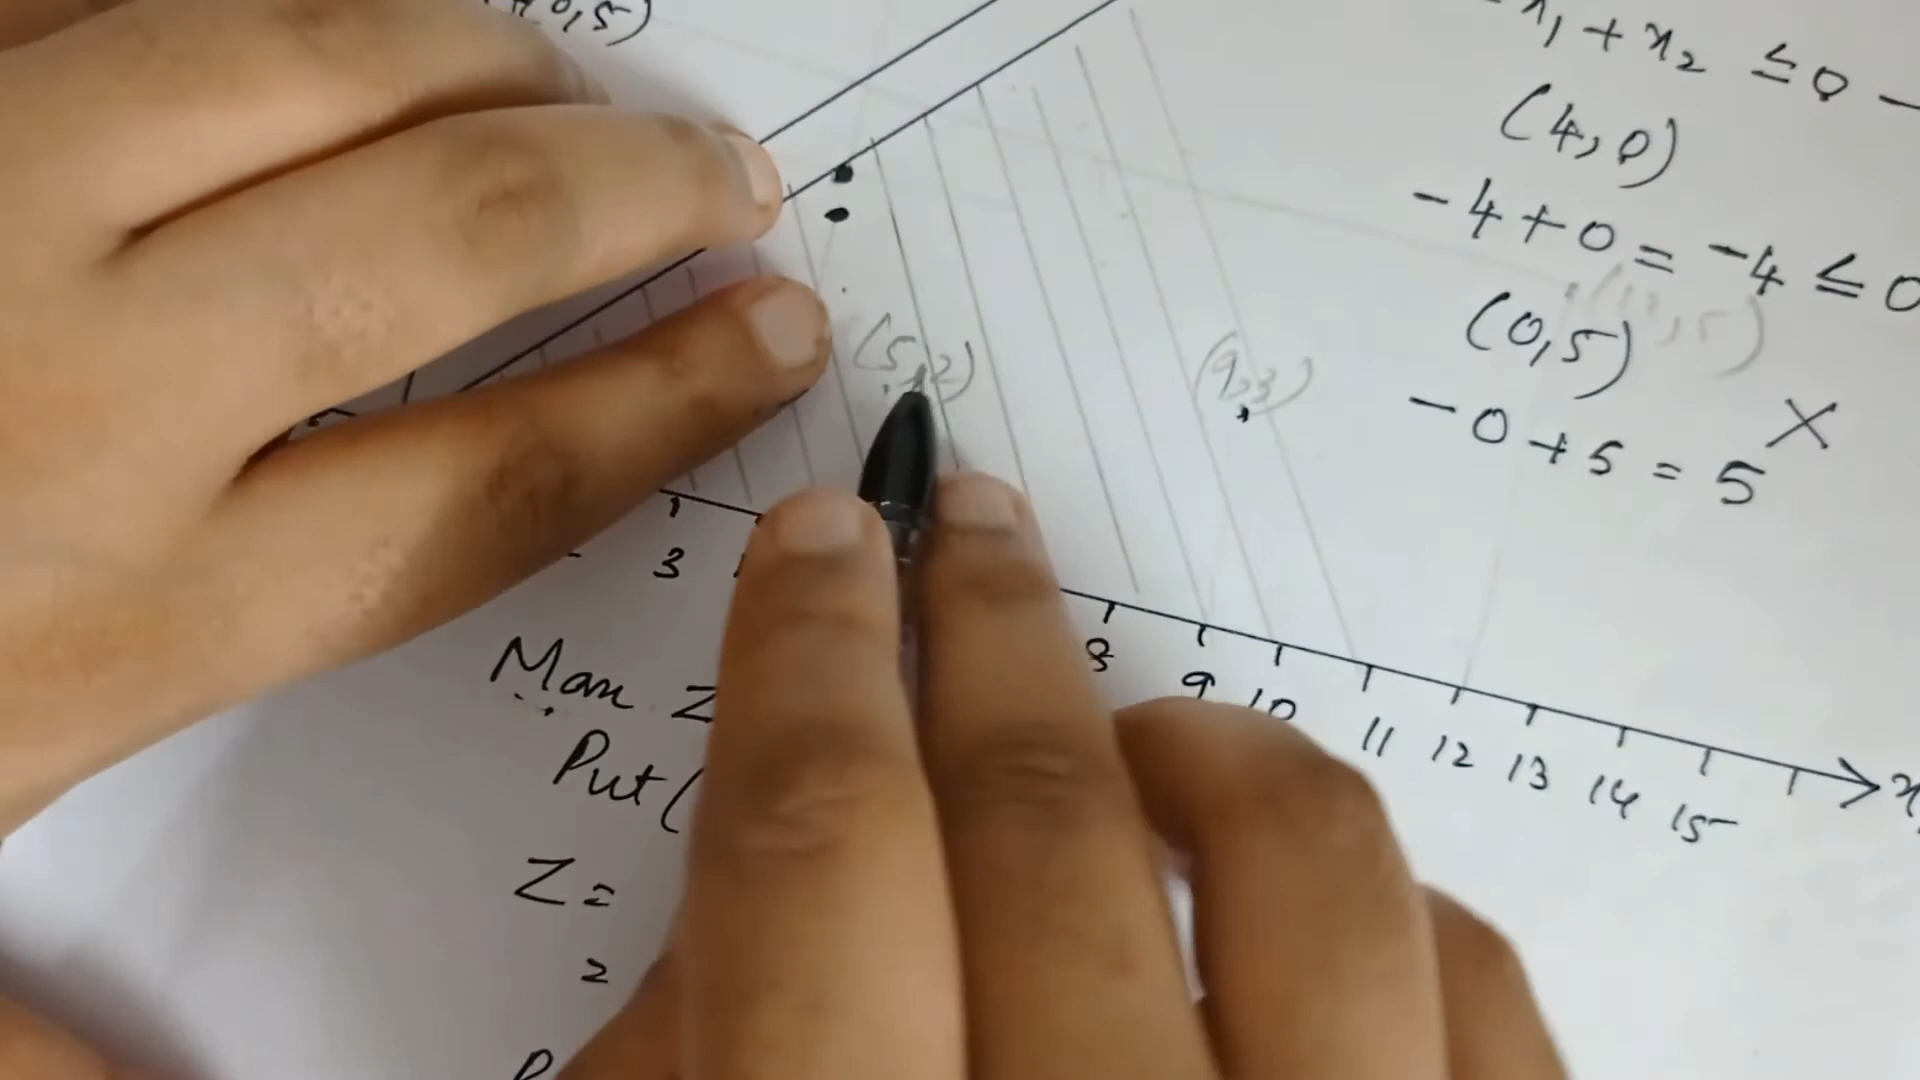 0,5)
x₁ + x₂ ≤ 0 -
(4, 0)
-4 + 0 = -4 ≤ 0
(0, 5)
-0 + 5 = 5 X
(5, 2)
(9, 3)
3
8 9 10 11 12 13 14 15
Max Z
Put (
Z =
=